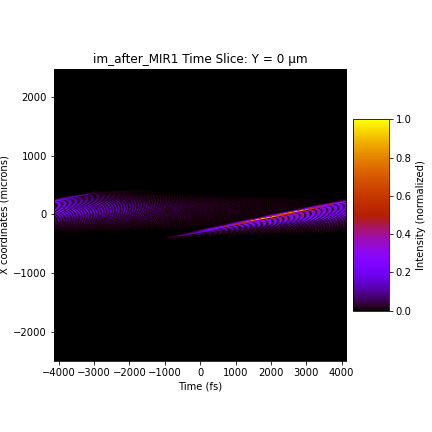 im_after_MIR1 Time Slice: Y = 0 μm
X coordinates (microns)
2000
1000
0
−1000
−2000
−4000 −3000 −2000 −1000 0 1000 2000 3000 4000
Time (fs)
1.0
0.8
0.6
0.4
0.2
0.0
Intensity (normalized)